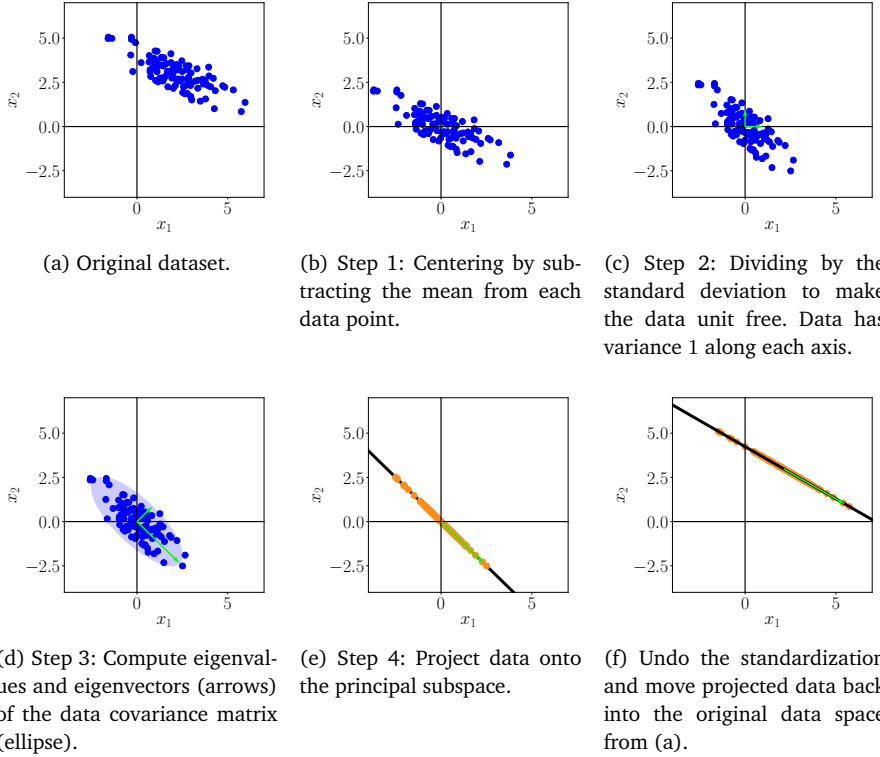 5.0
2.5
0.0
−2.5
x2
0
5
x1
5.0
2.5
0.0
−2.5
x2
0
5
x1
5.0
2.5
0.0
−2.5
x2
0
5
x1
(a) Original dataset.
(b) Step 1: Centering by sub-
tracting the mean from each
data point.
(c) Step 2: Dividing by the
standard deviation to make
the data unit free. Data has
variance 1 along each axis.
5.0
2.5
0.0
−2.5
x2
0
5
x1
5.0
2.5
0.0
−2.5
x2
0
5
x1
5.0
2.5
0.0
−2.5
x2
0
5
x1
(d) Step 3: Compute eigenval-
ues and eigenvectors (arrows)
of the data covariance matrix
(ellipse).
(e) Step 4: Project data onto
the principal subspace.
(f) Undo the standardization
and move projected data back
into the original data space
from (a).